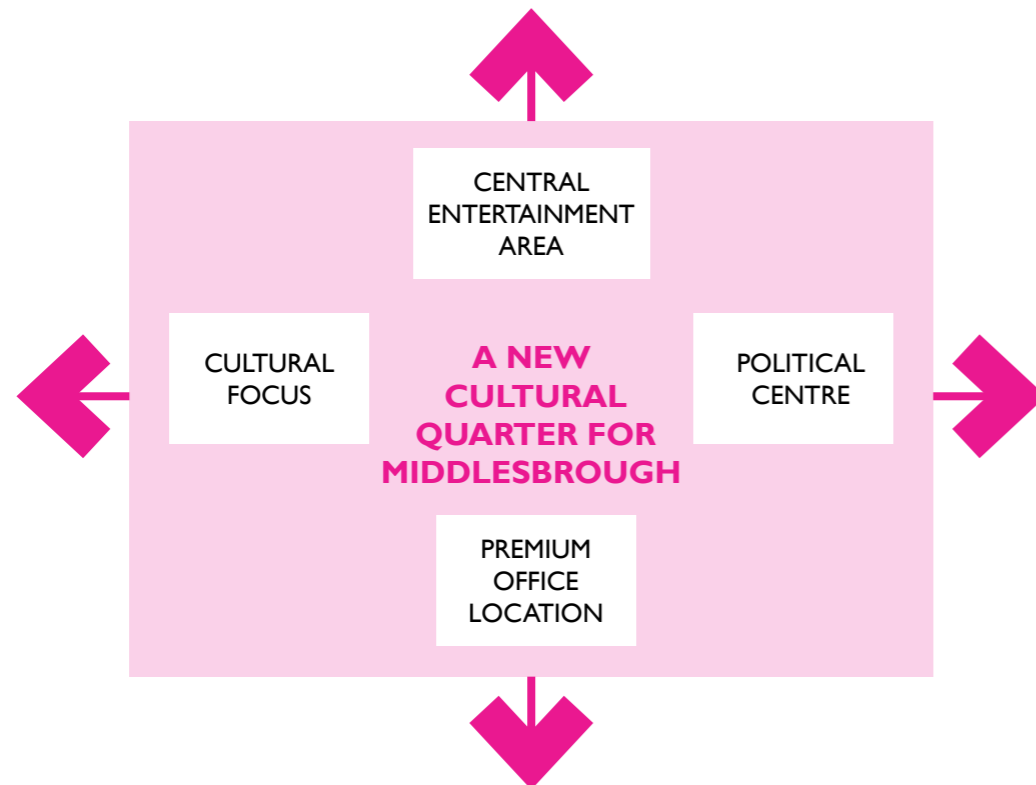 CENTRAL
ENTERTAINMENT
AREA
CULTURAL
FOCUS
A NEW
CULTURAL
QUARTER FOR
MIDDLESBROUGH
POLITICAL
CENTRE
PREMIUM
OFFICE
LOCATION